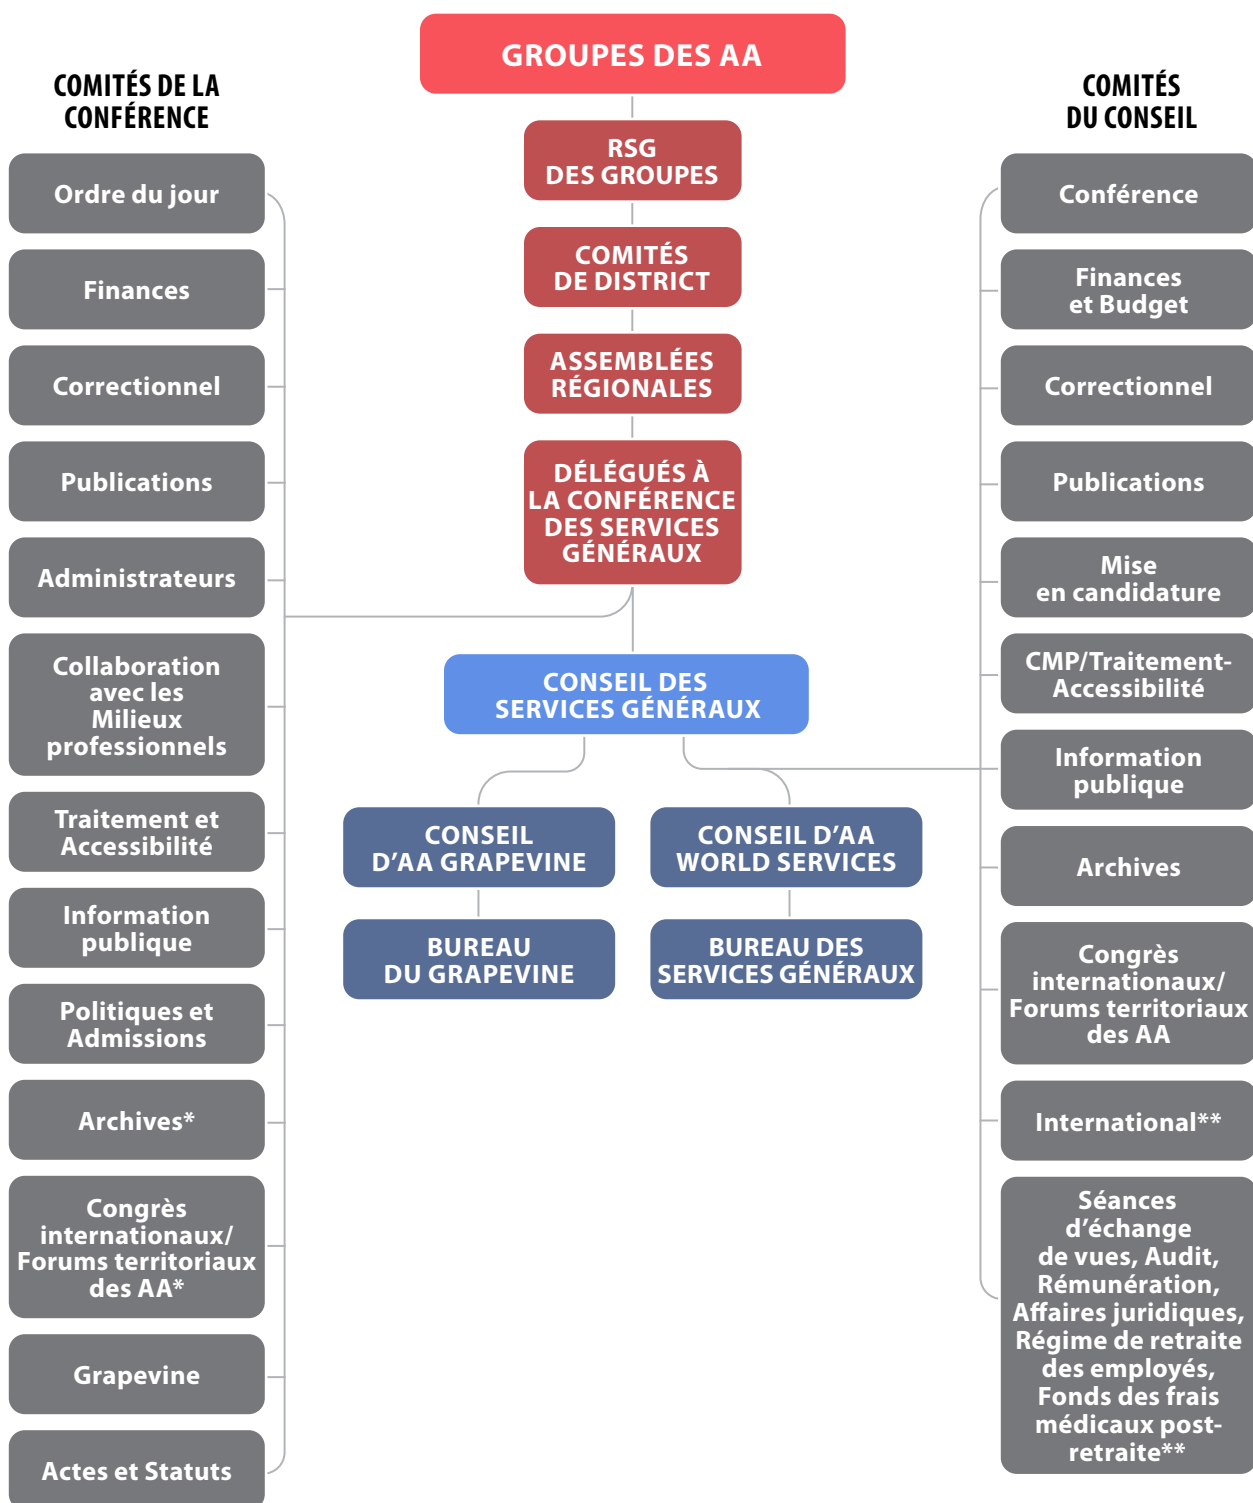 GROUPES DES AA
COMITÉS DE LA
CONFÉRENCE
Ordre du jour
Finances
Correctionnel
Publications
Administrateurs
Collaboration
avec les
Milieux
professionnels
Traitement et
Accessibilité
Information
publique
Politiques et
Admissions
Archives*
Congrès
internationaux/
Forums territoriaux
des AA*
Grapevine
Actes et Statuts
RSG
DES GROUPES
COMITÉS
DE DISTRICT
ASSEMBLÉES
RÉGIONALES
DÉLÉGUÉS À
LA CONFÉRENCE
DES SERVICES
GÉNÉRAUX
CONSEIL DES
SERVICES GÉNÉRAUX
CONSEIL
D’AA GRAPEVINE
BUREAU
DU GRAPEVINE
CONSEIL D’AA
WORLD SERVICES
BUREAU DES
SERVICES GÉNÉRAUX
COMITÉS
DU CONSEIL
Conférence
Finances
et Budget
Correctionnel
Publications
Mise
en candidature
CMP/Traitement-
Accessibilité
Information
publique
Archives
Congrès
internationaux/
Forums territoriaux
des AA
International**
Séances
d’échange
de vues, Audit,
Rémunération,
Affaires juridiques,
Régime de retraite
des employés,
Fonds des frais
médicaux post-
retraite**